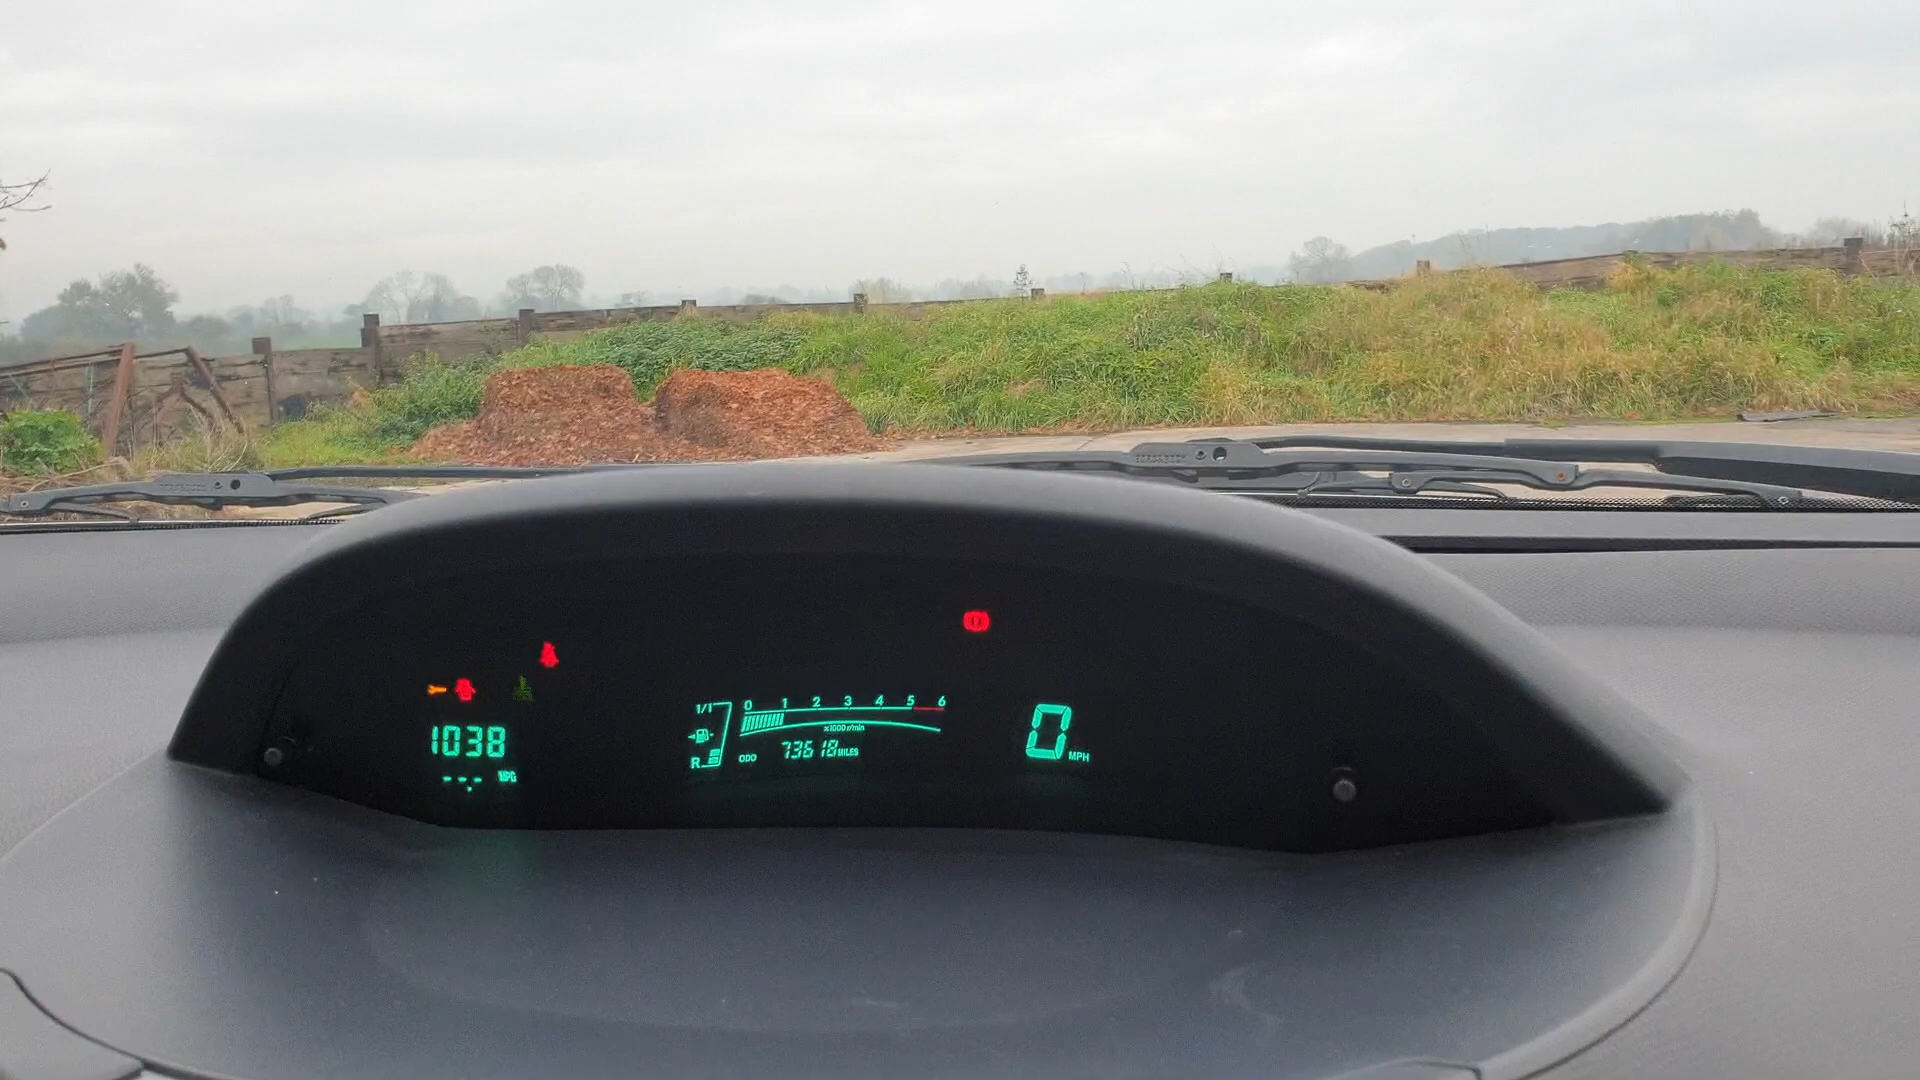 1038
--- MPG
1/1
R
0 1 2 3 4 5 6
x1000 r/min
ODO 73618 MILES
0 MPH